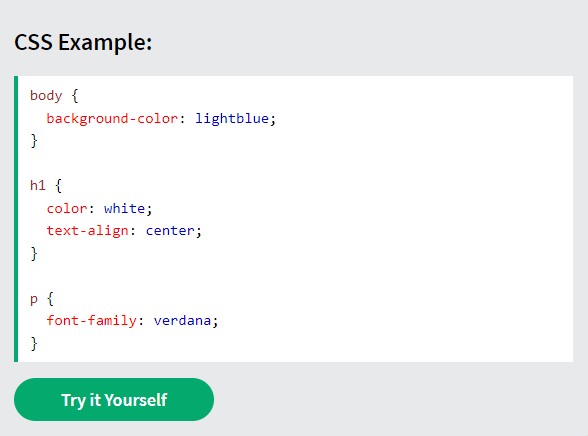 CSS Example:
body {
  background-color: lightblue;
}
h1 {
  color: white;
  text-align: center;
}
p {
  font-family: verdana;
}
Try it Yourself